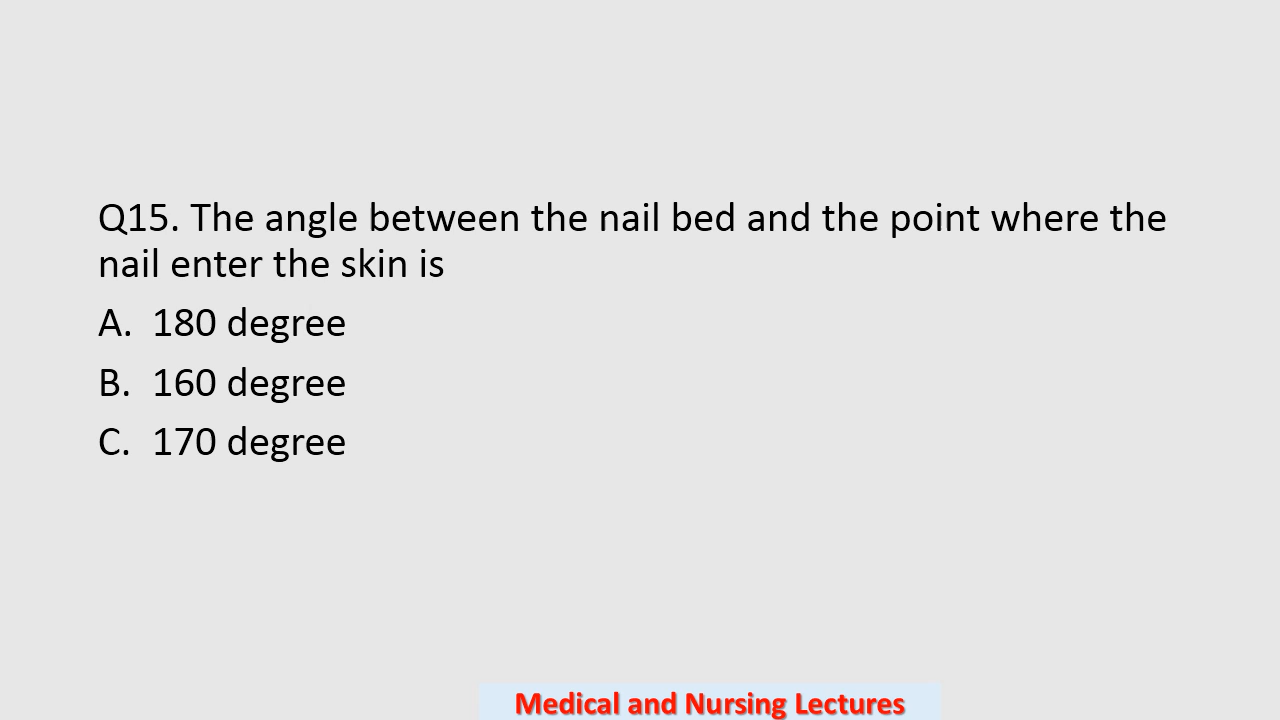 Q15. The angle between the nail bed and the point where the
nail enter the skin is
A. 180 degree
B. 160 degree
C. 170 degree
Medical and Nursing Lectures